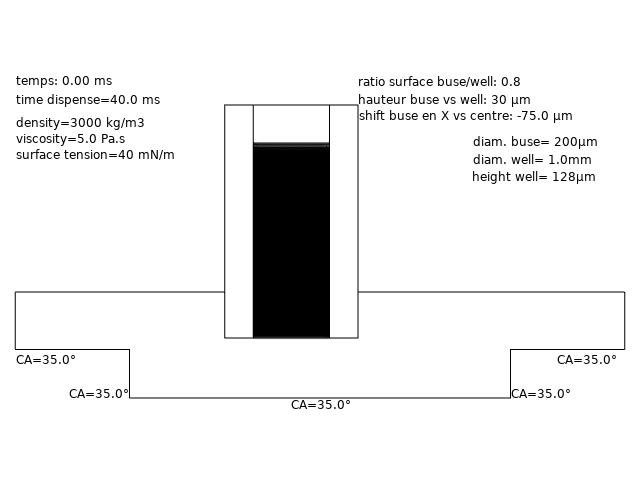 temps: 0.00 ms
time dispense=40.0 ms
density=3000 kg/m3
viscosity=5.0 Pa.s
surface tension=40 mN/m
ratio surface buse/well: 0.8
hauteur buse vs well: 30 µm
shift buse en X vs centre: -75.0 µm
diam. buse= 200µm
diam. well= 1.0mm
height well= 128µm
CA=35.0°
CA=35.0°
CA=35.0°
CA=35.0°
CA=35.0°